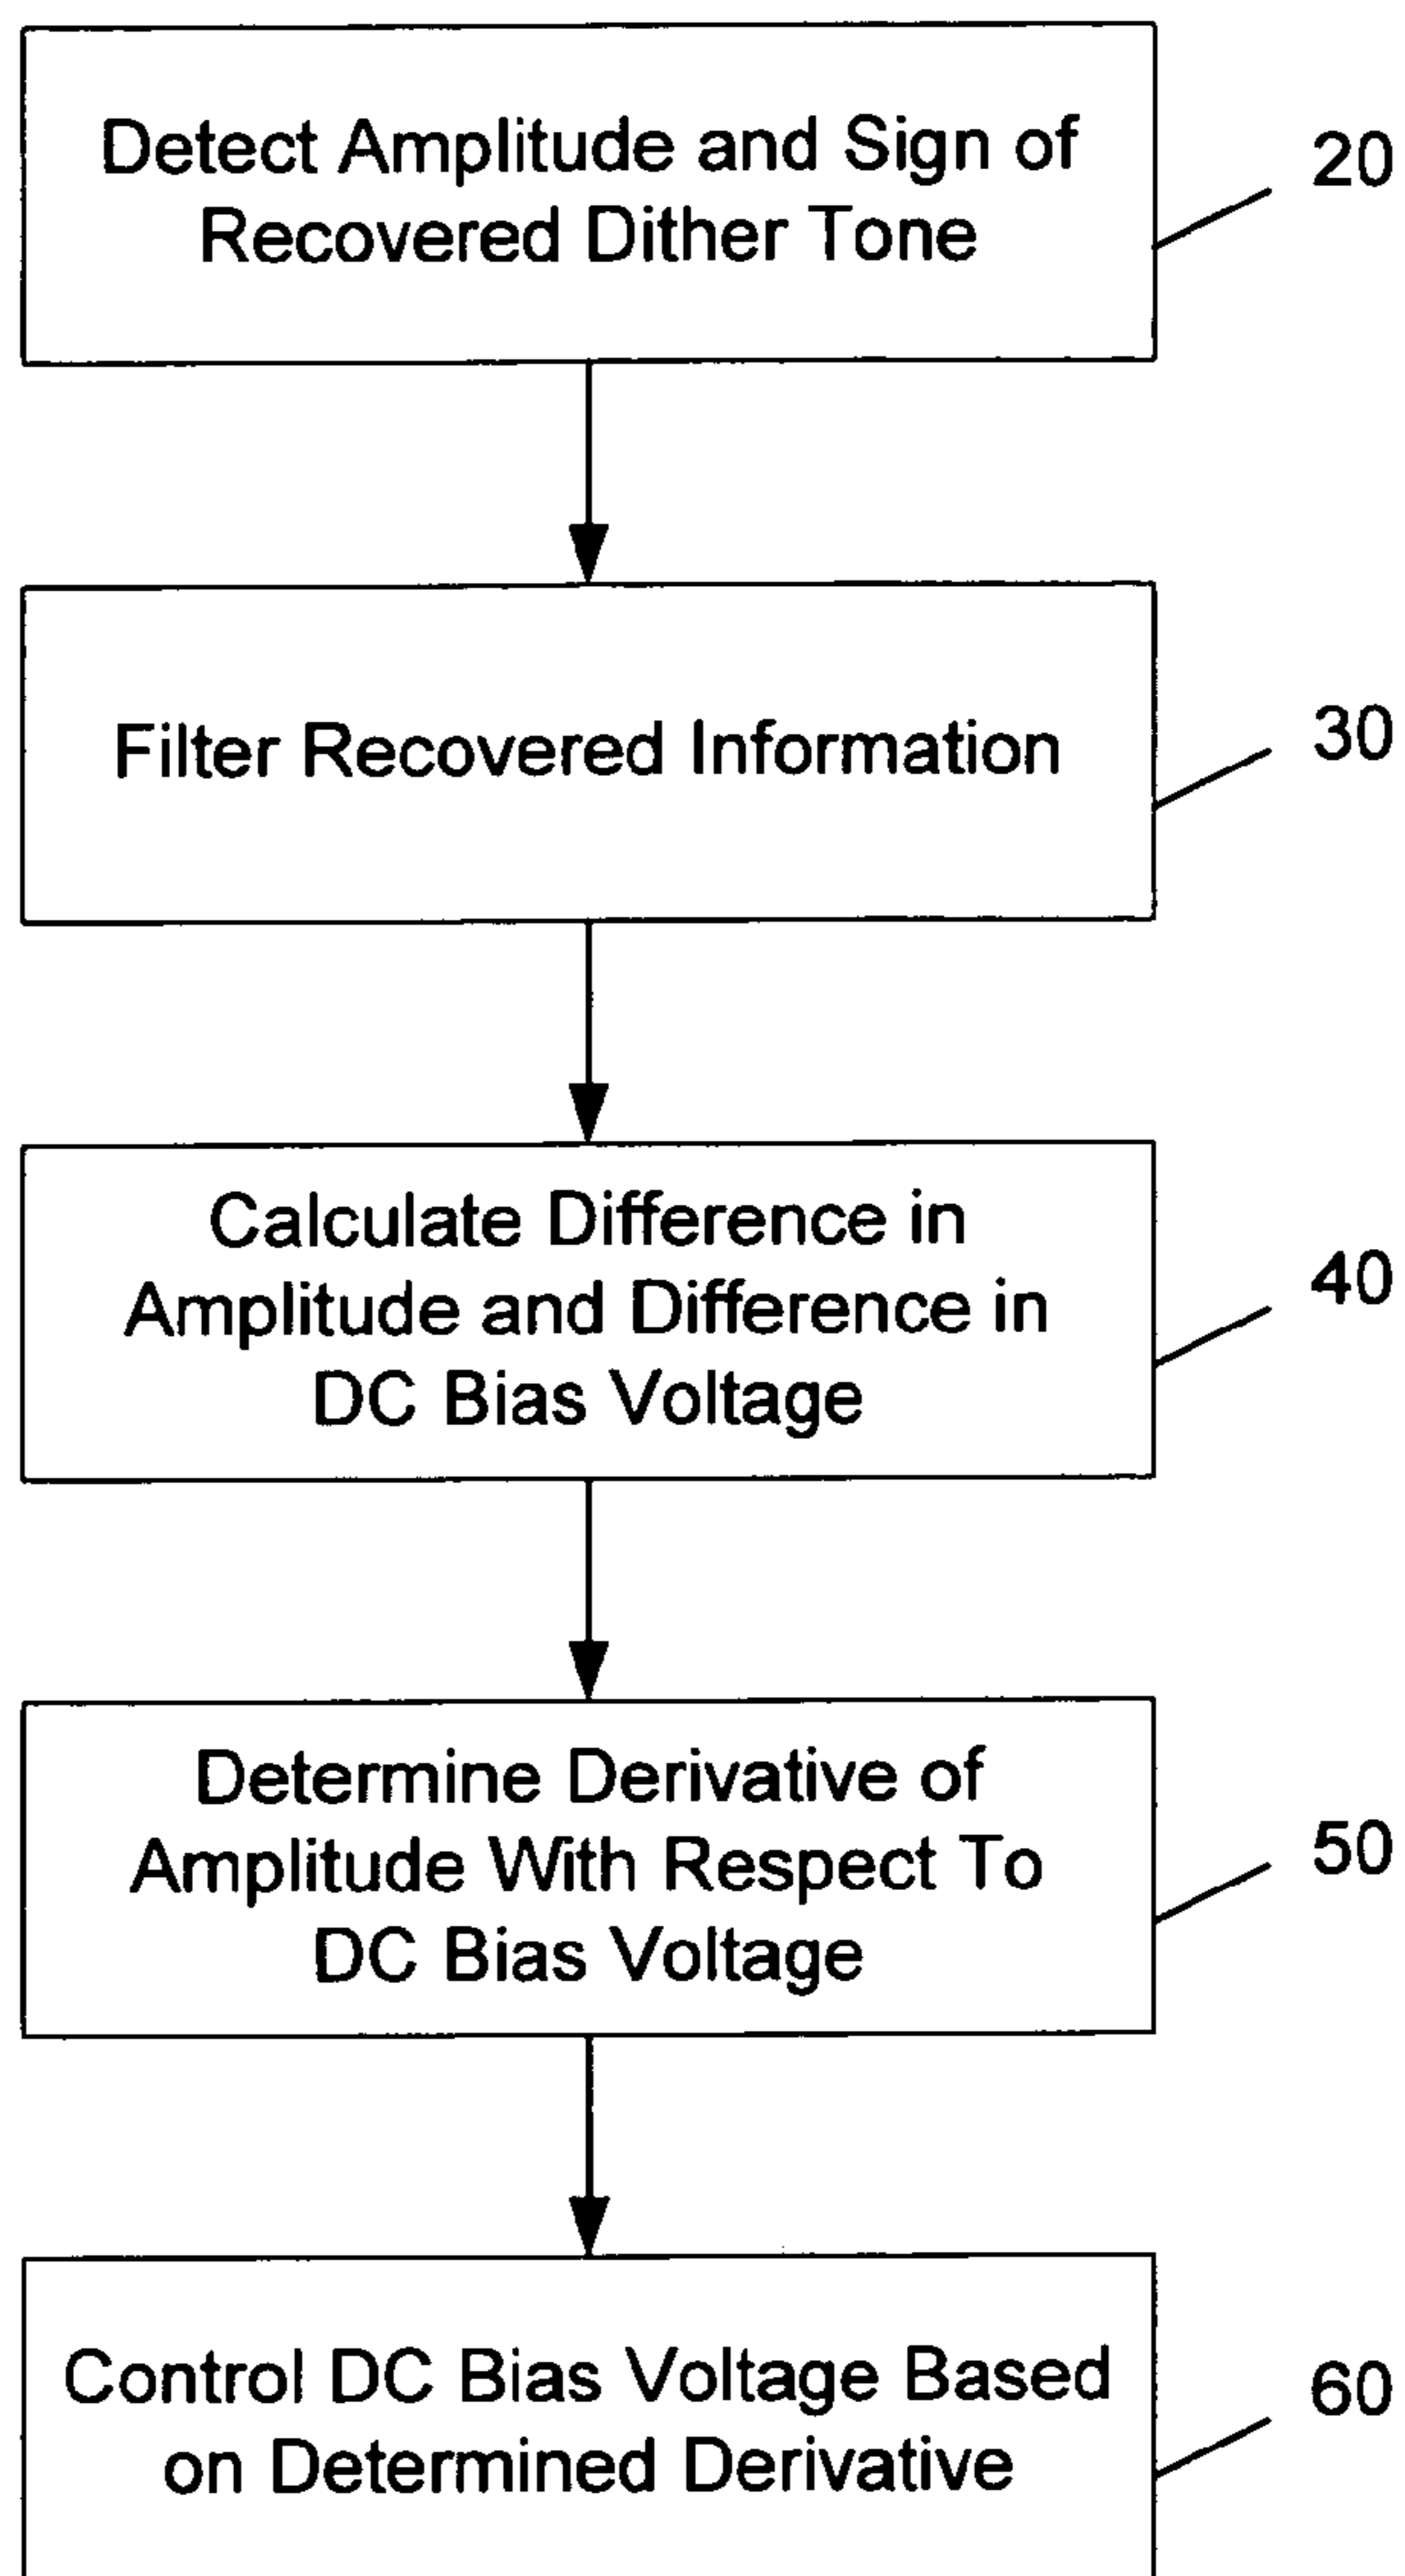 Detect Amplitude and Sign of
Recovered Dither Tone
20
Filter Recovered Information
30
Calculate Difference in
Amplitude and Difference in
DC Bias Voltage
40
Determine Derivative of
Amplitude With Respect To
DC Bias Voltage
50
Control DC Bias Voltage Based
on Determined Derivative
60